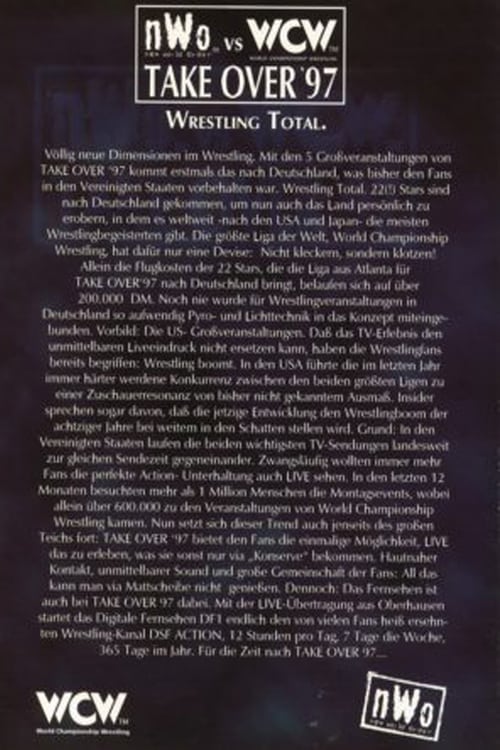 nWo vs WCW™
NEW WORLD ORDER WORLD CHAMPIONSHIP WRESTLING
TAKE OVER '97
WRESTLING TOTAL.
Völlig neue Dimensionen im Wrestling. Mit den 5 Großveranstaltungen von
TAKE OVER '97 kommt erstmals das nach Deutschland, was bisher den Fans
in den Vereinigten Staaten vorbehalten war. Wrestling Total. 22(!) Stars sind
nach Deutschland gekommen, um nun auch das Land persönlich zu
erobern, in dem es weltweit -nach den USA und Japan- die meisten
Wrestlingbegeisterten gibt. Die größte Liga der Welt, World Championship
Wrestling, hat dafür nur eine Devise: Nicht kleckern, sondern klotzen!
Allein die Flugkosten der 22 Stars, die die Liga aus Atlanta für
TAKE OVER'97 nach Deutschland bringt, belaufen sich auf über
200.000 DM. Noch nie wurde für Wrestlingveranstaltungen in
Deutschland so aufwendig Pyro- und Lichttechnik in das Konzept miteinge-
bunden. Vorbild: Die US- Großveranstaltungen. Daß das TV-Erlebnis den
unmittelbaren Liveeindruck nicht ersetzen kann, haben die Wrestlingfans
bereits begriffen: Wrestling boomt. In den USA führte die im letzten Jahr
immer härter werdene Konkurrenz zwischen den beiden größten Ligen zu
einer Zuschauerresonanz von bisher nicht gekanntem Ausmaß. Insider
sprechen sogar davon, daß die jetzige Entwicklung den Wrestlingboom der
achtziger Jahre bei weitem in den Schatten stellen wird. Grund: In den
Vereinigten Staaten laufen die beiden wichtigsten TV-Sendungen landesweit
zur gleichen Sendezeit gegeneinander. Zwangsläufig wollten immer mehr
Fans die perfekte Action- Unterhaltung auch LIVE sehen. In den letzten 12
Monaten besuchten mehr als 1 Million Menschen die Montagsevents, wobei
allein über 600.000 zu den Veranstaltungen von World Championship
Wrestling kamen. Nun setzt sich dieser Trend auch jenseits des großen
Teichs fort: TAKE OVER '97 bietet den Fans die einmalige Möglichkeit, LIVE
das zu erleben, was sie sonst nur via „Konserve" bekommen. Hautnaher
Kontakt, unmittelbarer Sound und große Gemeinschaft der Fans: All das
kann man via Mattscheibe nicht genießen. Dennoch: Das Fernsehen ist
auch bei TAKE OVER '97 dabei. Mit der LIVE-Übertragung aus Oberhausen
startet das Digitale Fernsehen DF1 endlich den von vielen Fans heiß ersehn-
ten Wrestling-Kanal DSF ACTION, 12 Stunden pro Tag, 7 Tage die Woche,
365 Tage im Jahr. Für die Zeit nach TAKE OVER '97...
WCW™
World Championship Wrestling
nWo
NEW WORLD ORDER